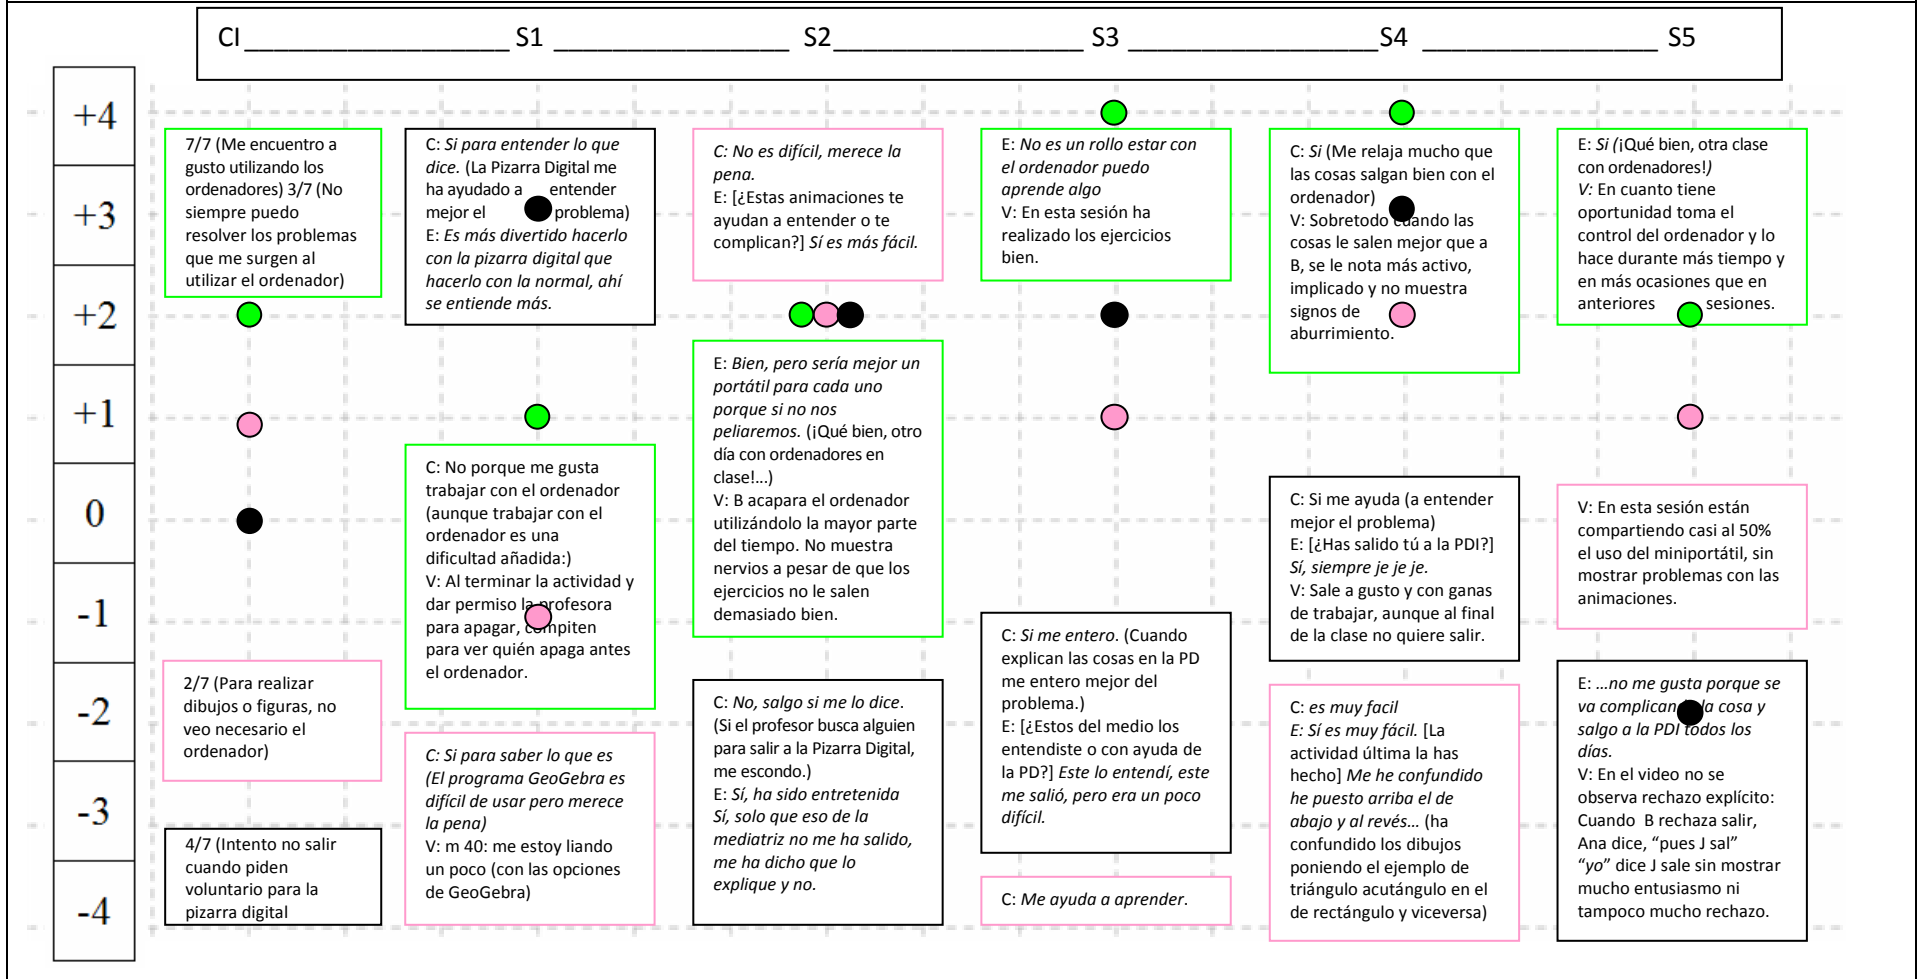 CI ____________________ S1 __________________ S2___________________ S3 ___________________S4 __________________ S5
+4
+3
+2
+1
0
-1
-2
-3
-4
7/7 (Me encuentro a
gusto utilizando los
ordenadores) 3/7 (No
siempre puedo
resolver los problemas
que me surgen al
utilizar el ordenador)
2/7 (Para realizar
dibujos o figuras, no
veo necesario el
ordenador)
4/7 (Intento no salir
cuando piden
voluntario para la
pizarra digital
C: Si para entender lo que
dice. (La Pizarra Digital me
ha ayudado a entender
mejor el problema)
E: Es más divertido hacerlo
con la pizarra digital que
hacerlo con la normal, ahí
se entiende más.
C: No porque me gusta
trabajar con el ordenador
(aunque trabajar con el
ordenador es una
dificultad añadida:)
V: Al terminar la actividad y
dar permiso la profesora
para apagar, compiten
para ver quién apaga antes
el ordenador.
C: Si para saber lo que es
(El programa GeoGebra es
difícil de usar pero merece
la pena)
V: m 40: me estoy liando
un poco (con las opciones
de GeoGebra)
C: No es difícil, merece la
pena.
E: [¿Estas animaciones te
ayudan a entender o te
complican?] Sí es más fácil.
E: Bien, pero sería mejor un
portátil para cada uno
porque si no nos
peliaremos. (¡Qué bien, otro
día con ordenadores en
clase!...)
V: B acapara el ordenador
utilizándolo la mayor parte
del tiempo. No muestra
nervios a pesar de que los
ejercicios no le salen
demasiado bien.
C: No, salgo si me lo dice.
(Si el profesor busca alguien
para salir a la Pizarra Digital,
me escondo.)
E: Sí, ha sido entretenida
Sí, solo que eso de la
mediatriz no me ha salido,
me ha dicho que lo
explique y no.
E: No es un rollo estar con
el ordenador puedo
aprende algo
V: En esta sesión ha
realizado los ejercicios
bien.
C: Si me entero. (Cuando
explican las cosas en la PD
me entero mejor del
problema.)
E: [¿Estos del medio los
entendiste o con ayuda de
la PD?] Este lo entendí, este
me salió, pero era un poco
difícil.
C: Me ayuda a aprender.
C: Si (Me relaja mucho que
las cosas salgan bien con el
ordenador)
V: Sobretodo cuando las
cosas le salen mejor que a
B, se le nota más activo,
implicado y no muestra
signos de
aburrimiento.
C: Si me ayuda (a entender
mejor el problema)
E: [¿Has salido tú a la PDI?]
Sí, siempre je je je.
V: Sale a gusto y con ganas
de trabajar, aunque al final
de la clase no quiere salir.
C: es muy facil
E: Sí es muy fácil. [La
actividad última la has
hecho] Me he confundido
he puesto arriba el de
abajo y al revés... (ha
confundido los dibujos
poniendo el ejemplo de
triángulo acutángulo en el
de rectángulo y viceversa)
E: Si (¡Qué bien, otra clase
con ordenadores!)
V: En cuanto tiene
oportunidad toma el
control del ordenador y lo
hace durante más tiempo y
en más ocasiones que en
anteriores sesiones.
V: En esta sesión están
compartiendo casi al 50%
el uso del miniportátil, sin
mostrar problemas con las
animaciones.
E: ...no me gusta porque se
va complicando la cosa y
salgo a la PDI todos los
días.
V: En el video no se
observa rechazo explícito:
Cuando B rechaza salir,
Ana dice, “pues J sal”
“yo” dice J sale sin mostrar
mucho entusiasmo ni
tampoco mucho rechazo.